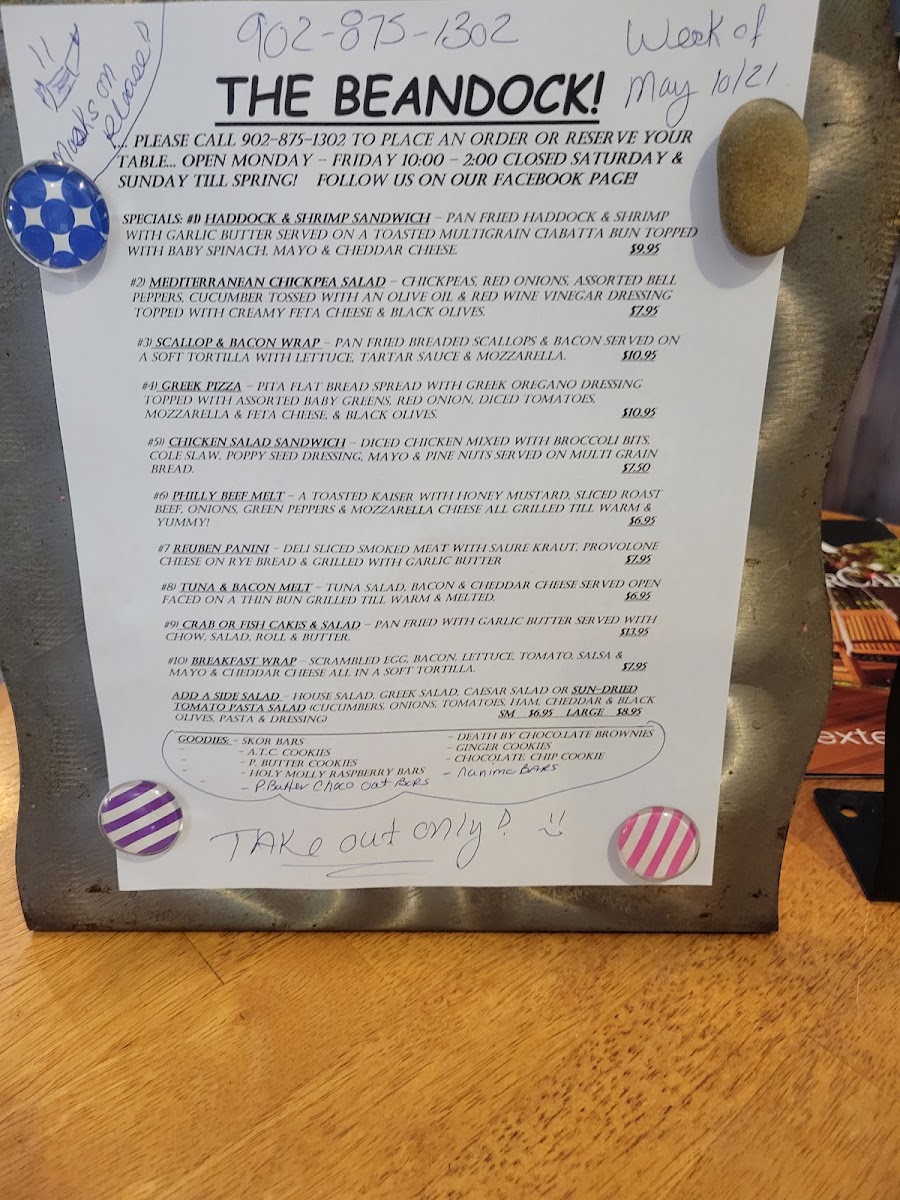 902-875-1302
Week of
May 10/21
Masks on
please!
THE BEANDOCK!
... PLEASE CALL 902-875-1302 TO PLACE AN ORDER OR RESERVE YOUR
TABLE... OPEN MONDAY – FRIDAY 10:00 – 2:00 CLOSED SATURDAY &
SUNDAY TILL SPRING! FOLLOW US ON OUR FACEBOOK PAGE!
SPECIALS: #1) HADDOCK & SHRIMP SANDWICH – PAN FRIED HADDOCK & SHRIMP
WITH GARLIC BUTTER SERVED ON A TOASTED MULTIGRAIN CIABATTA BUN TOPPED
WITH BABY SPINACH, MAYO & CHEDDAR CHEESE. $9.95
#2) MEDITERRANEAN CHICKPEA SALAD – CHICKPEAS, RED ONIONS, ASSORTED BELL
PEPPERS, CUCUMBER TOSSED WITH AN OLIVE OIL & RED WINE VINEGAR DRESSING
TOPPED WITH CREAMY FETA CHEESE & BLACK OLIVES. $7.95
#3) SCALLOP & BACON WRAP – PAN FRIED BREADED SCALLOPS & BACON SERVED ON
A SOFT TORTILLA WITH LETTUCE, TARTAR SAUCE & MOZZARELLA. $10.95
#4) GREEK PIZZA – PITA FLAT BREAD SPREAD WITH GREEK OREGANO DRESSING
TOPPED WITH ASSORTED BABY GREENS, RED ONION, DICED TOMATOES,
MOZZARELLA & FETA CHEESE, & BLACK OLIVES. $10.95
#5)) CHICKEN SALAD SANDWICH – DICED CHICKEN MIXED WITH BROCCOLI BITS,
COLE SLAW, POPPY SEED DRESSING, MAYO & PINE NUTS SERVED ON MULTI GRAIN
BREAD. $7.50
#6) PHILLY BEEF MELT – A TOASTED KAISER WITH HONEY MUSTARD, SLICED ROAST
BEEF, ONIONS, GREEN PEPPERS & MOZZARELLA CHEESE ALL GRILLED TILL WARM &
YUMMY! $6.95
#7 REUBEN PANINI – DELI SLICED SMOKED MEAT WITH SAURE KRAUT, PROVOLONE
CHEESE ON RYE BREAD & GRILLED WITH GARLIC BUTTER $7.95
#8) TUNA & BACON MELT – TUNA SALAD, BACON & CHEDDAR CHEESE SERVED OPEN
FACED ON A THIN BUN GRILLED TILL WARM & MELTED. $6.95
#9) CRAB OR FISH CAKES & SALAD – PAN FRIED WITH GARLIC BUTTER SERVED WITH
CHOW, SALAD, ROLL & BUTTER. $13.95
#10) BREAKFAST WRAP – SCRAMBLED EGG, BACON, LETTUCE, TOMATO, SALSA &
MAYO & CHEDDAR CHEESE ALL IN A SOFT TORTILLA. $7.95
ADD A SIDE SALAD – HOUSE SALAD, GREEK SALAD, CAESAR SALAD OR SUN-DRIED
TOMATO PASTA SALAD (CUCUMBERS, ONIONS, TOMATOES, HAM, CHEDDAR & BLACK
OLIVES, PASTA & DRESSING) SM $6.95 LARGE $8.95
GOODIES: - SKOR BARS - DEATH BY CHOCOLATE BROWNIES
- - A.T.C. COOKIES - GINGER COOKIES
- - P. BUTTER COOKIES - CHOCOLATE CHIP COOKIE
- - HOLY MOLLY RASPBERRY BARS - Nanimo BARS
- - P.Butter Choco Oat Bars
TAKE out only!